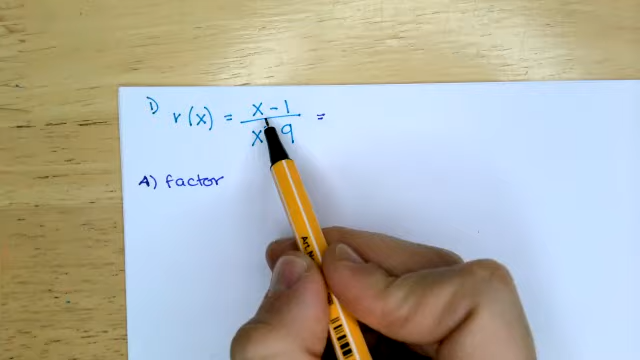 1) r(x) = x - 1 =
x 9
A) factor